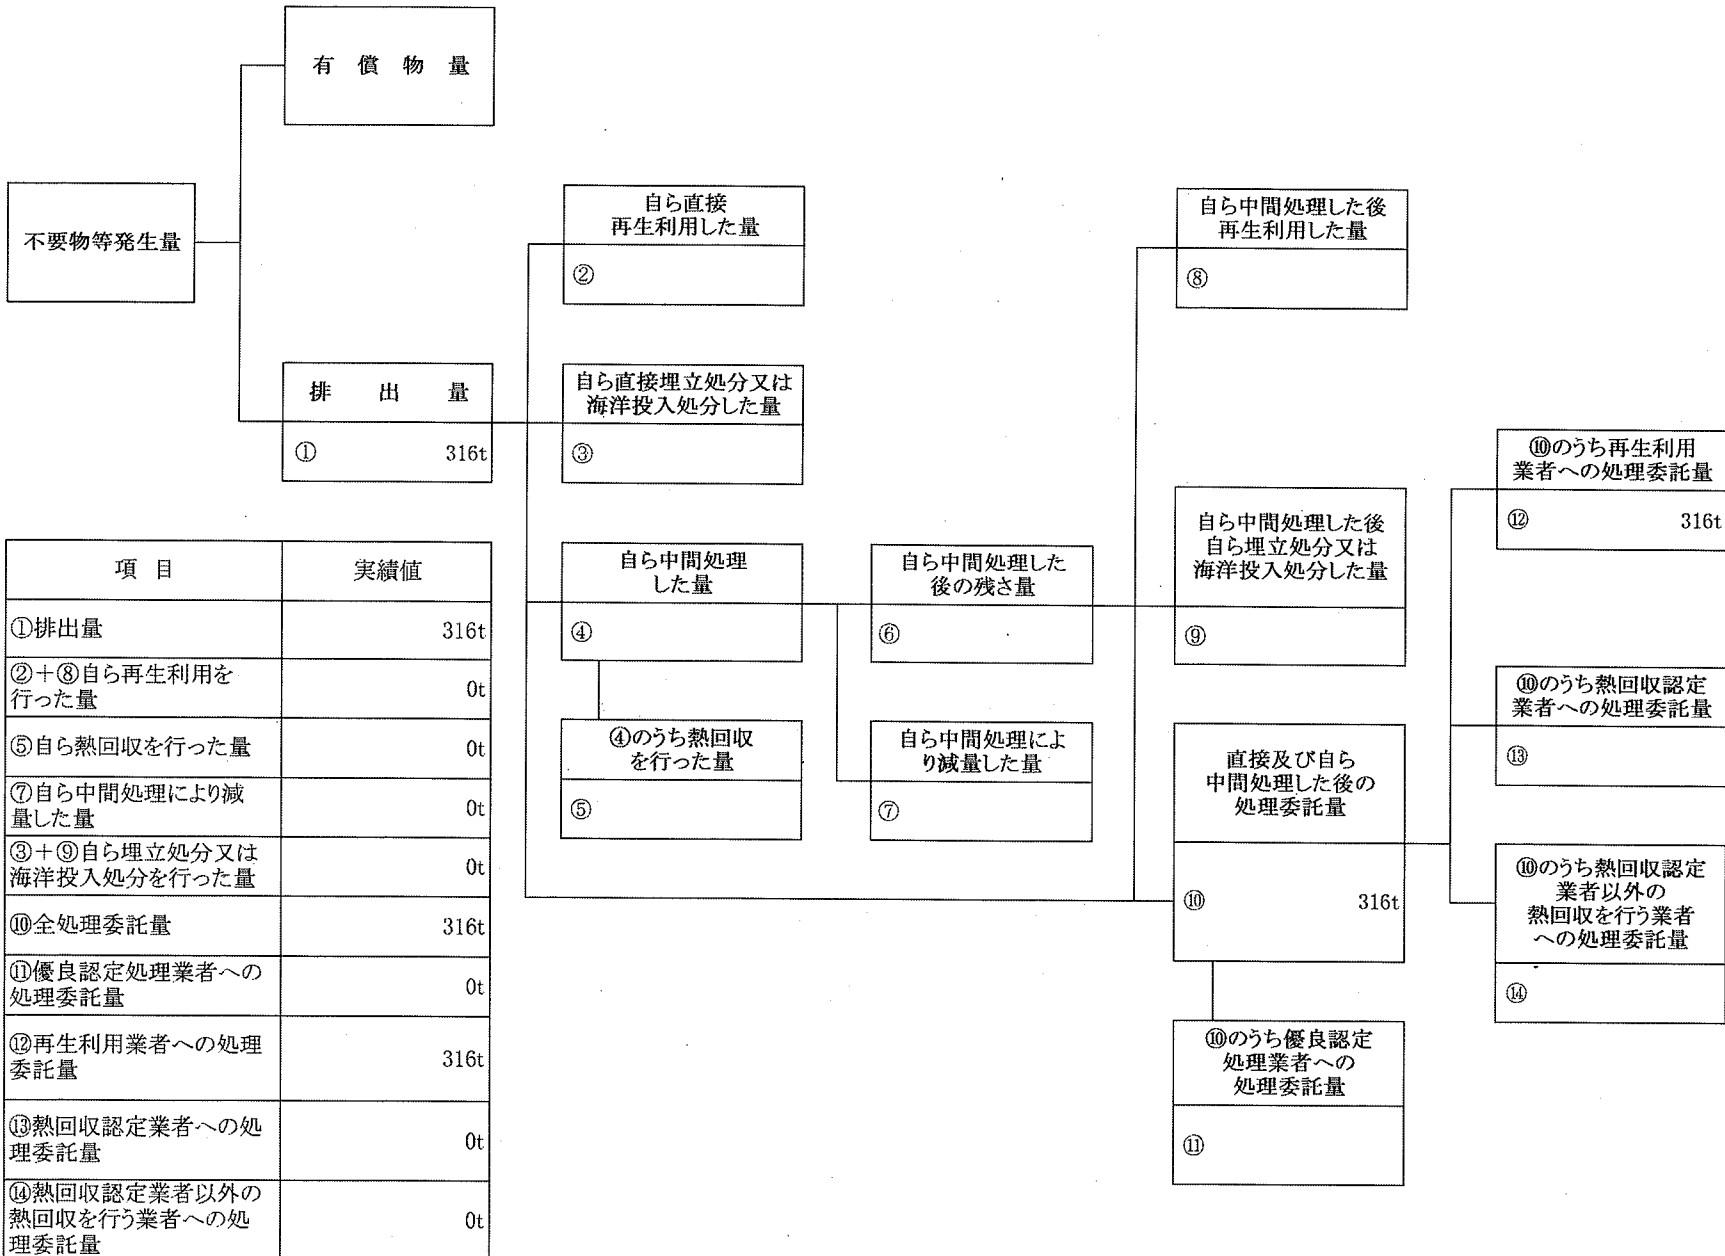 有償物量
不要物等発生量
排出量
① 316t
自ら直接
再生利用した量
②
自ら直接埋立処分又は
海洋投入処分した量
③
自ら中間処理
した量
④
④のうち熱回収
を行った量
⑤
自ら中間処理した
後の残さ量
⑥
自ら中間処理によ
り減量した量
⑦
自ら中間処理した後
再生利用した量
⑧
自ら中間処理した後
自ら埋立処分又は
海洋投入処分した量
⑨
直接及び自ら
中間処理した後の
処理委託量
⑩ 316t
⑩のうち優良認定
処理業者への
処理委託量
⑪
⑩のうち再生利用
業者への処理委託量
⑫ 316t
⑩のうち熱回収認定
業者への処理委託量
⑬
⑩のうち熱回収認定
業者以外の
熱回収を行う業者
への処理委託量
⑭
項目 実績値
①排出量 316t
②+⑧自ら再生利用を
行った量 0t
⑤自ら熱回収を行った量 0t
⑦自ら中間処理により減
量した量 0t
③+⑨自ら埋立処分又は
海洋投入処分を行った量 0t
⑩全処理委託量 316t
⑪優良認定処理業者への
処理委託量 0t
⑫再生利用業者への処理
委託量 316t
⑬熱回収認定業者への処
理委託量 0t
⑭熱回収認定業者以外の
熱回収を行う業者への処
理委託量 0t